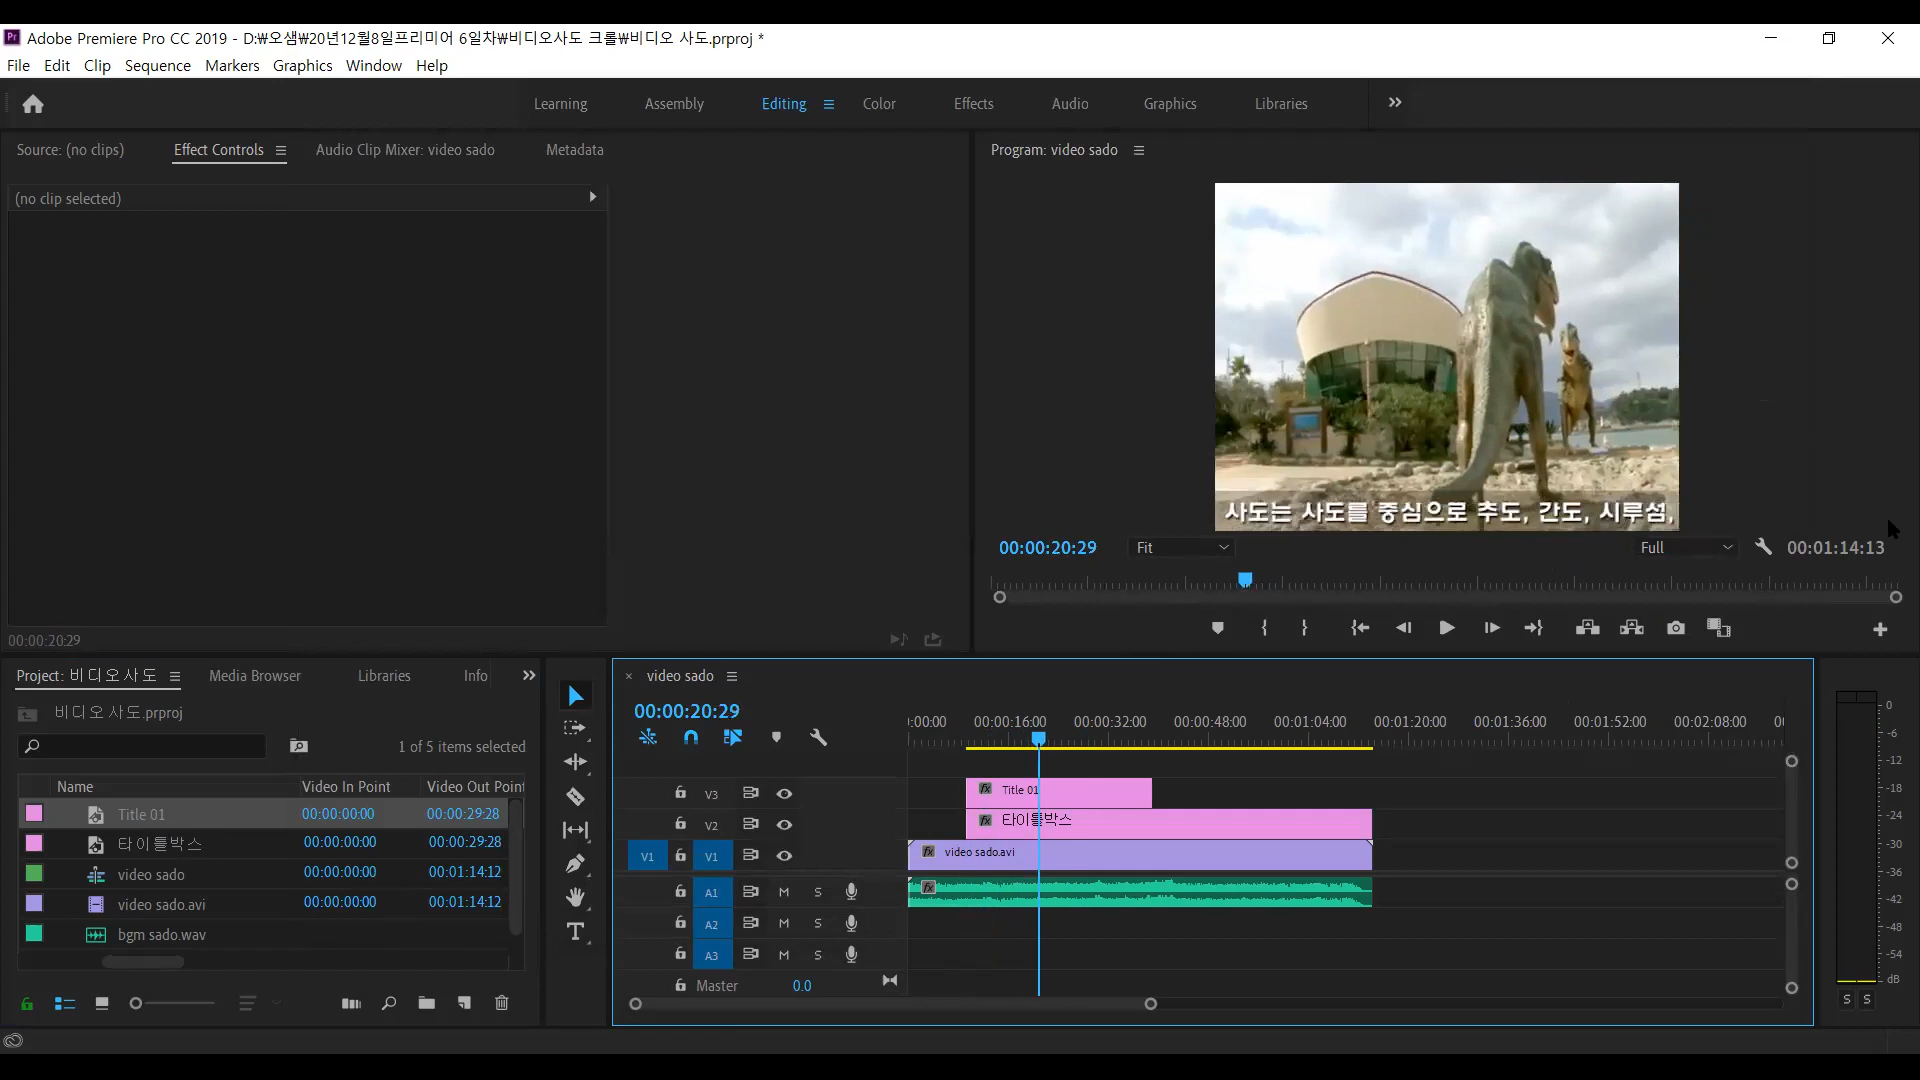 Adobe Premiere Pro CC 2019 - D:₩오샘₩20년12월8일프리미어 6일차₩비디오사도 크롤₩비디오 사도.prproj *
File Edit Clip Sequence Markers Graphics Window Help
Learning Assembly Editing Color Effects Audio Graphics Libraries
Source: (no clips) Effect Controls Audio Clip Mixer: video sado Metadata
Program: video sado
(no clip selected)
사도는 사도를 중심으로 추도, 간도, 시루섬,
00:00:20:29 Fit Full 00:01:14:13
00:00:20:29
Project: 비디오사도 Media Browser Libraries Info
비디오 사도.prproj
1 of 5 items selected
Name Video In Point Video Out Point
Title 01 00:00:00:00 00:00:29:28
타이틀박스 00:00:00:00 00:00:29:28
video sado 00:00:00:00 00:01:14:12
video sado.avi 00:00:00:00 00:01:14:12
bgm sado.wav
video sado
00:00:20:29
:00:00 00:00:16:00 00:00:32:00 00:00:48:00 00:01:04:00 00:01:20:00 00:01:36:00 00:01:52:00 00:02:08:00
V3 Title 01
V2 타이틀박스
V1 V1 video sado.avi
A1 M S
A2 M S
A3 M S
Master 0.0
0
-6
-12
-18
-24
-30
-36
-42
-48
-54
dB
S S